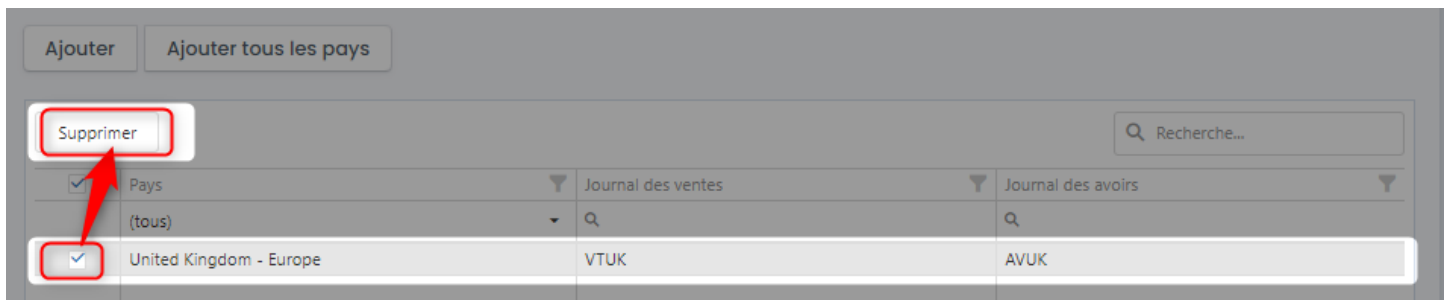 Ajouter Ajouter tous les pays
Supprimer Recherche...
Pays Journal des ventes Journal des avoirs
(tous)
United Kingdom - Europe VTUK AVUK